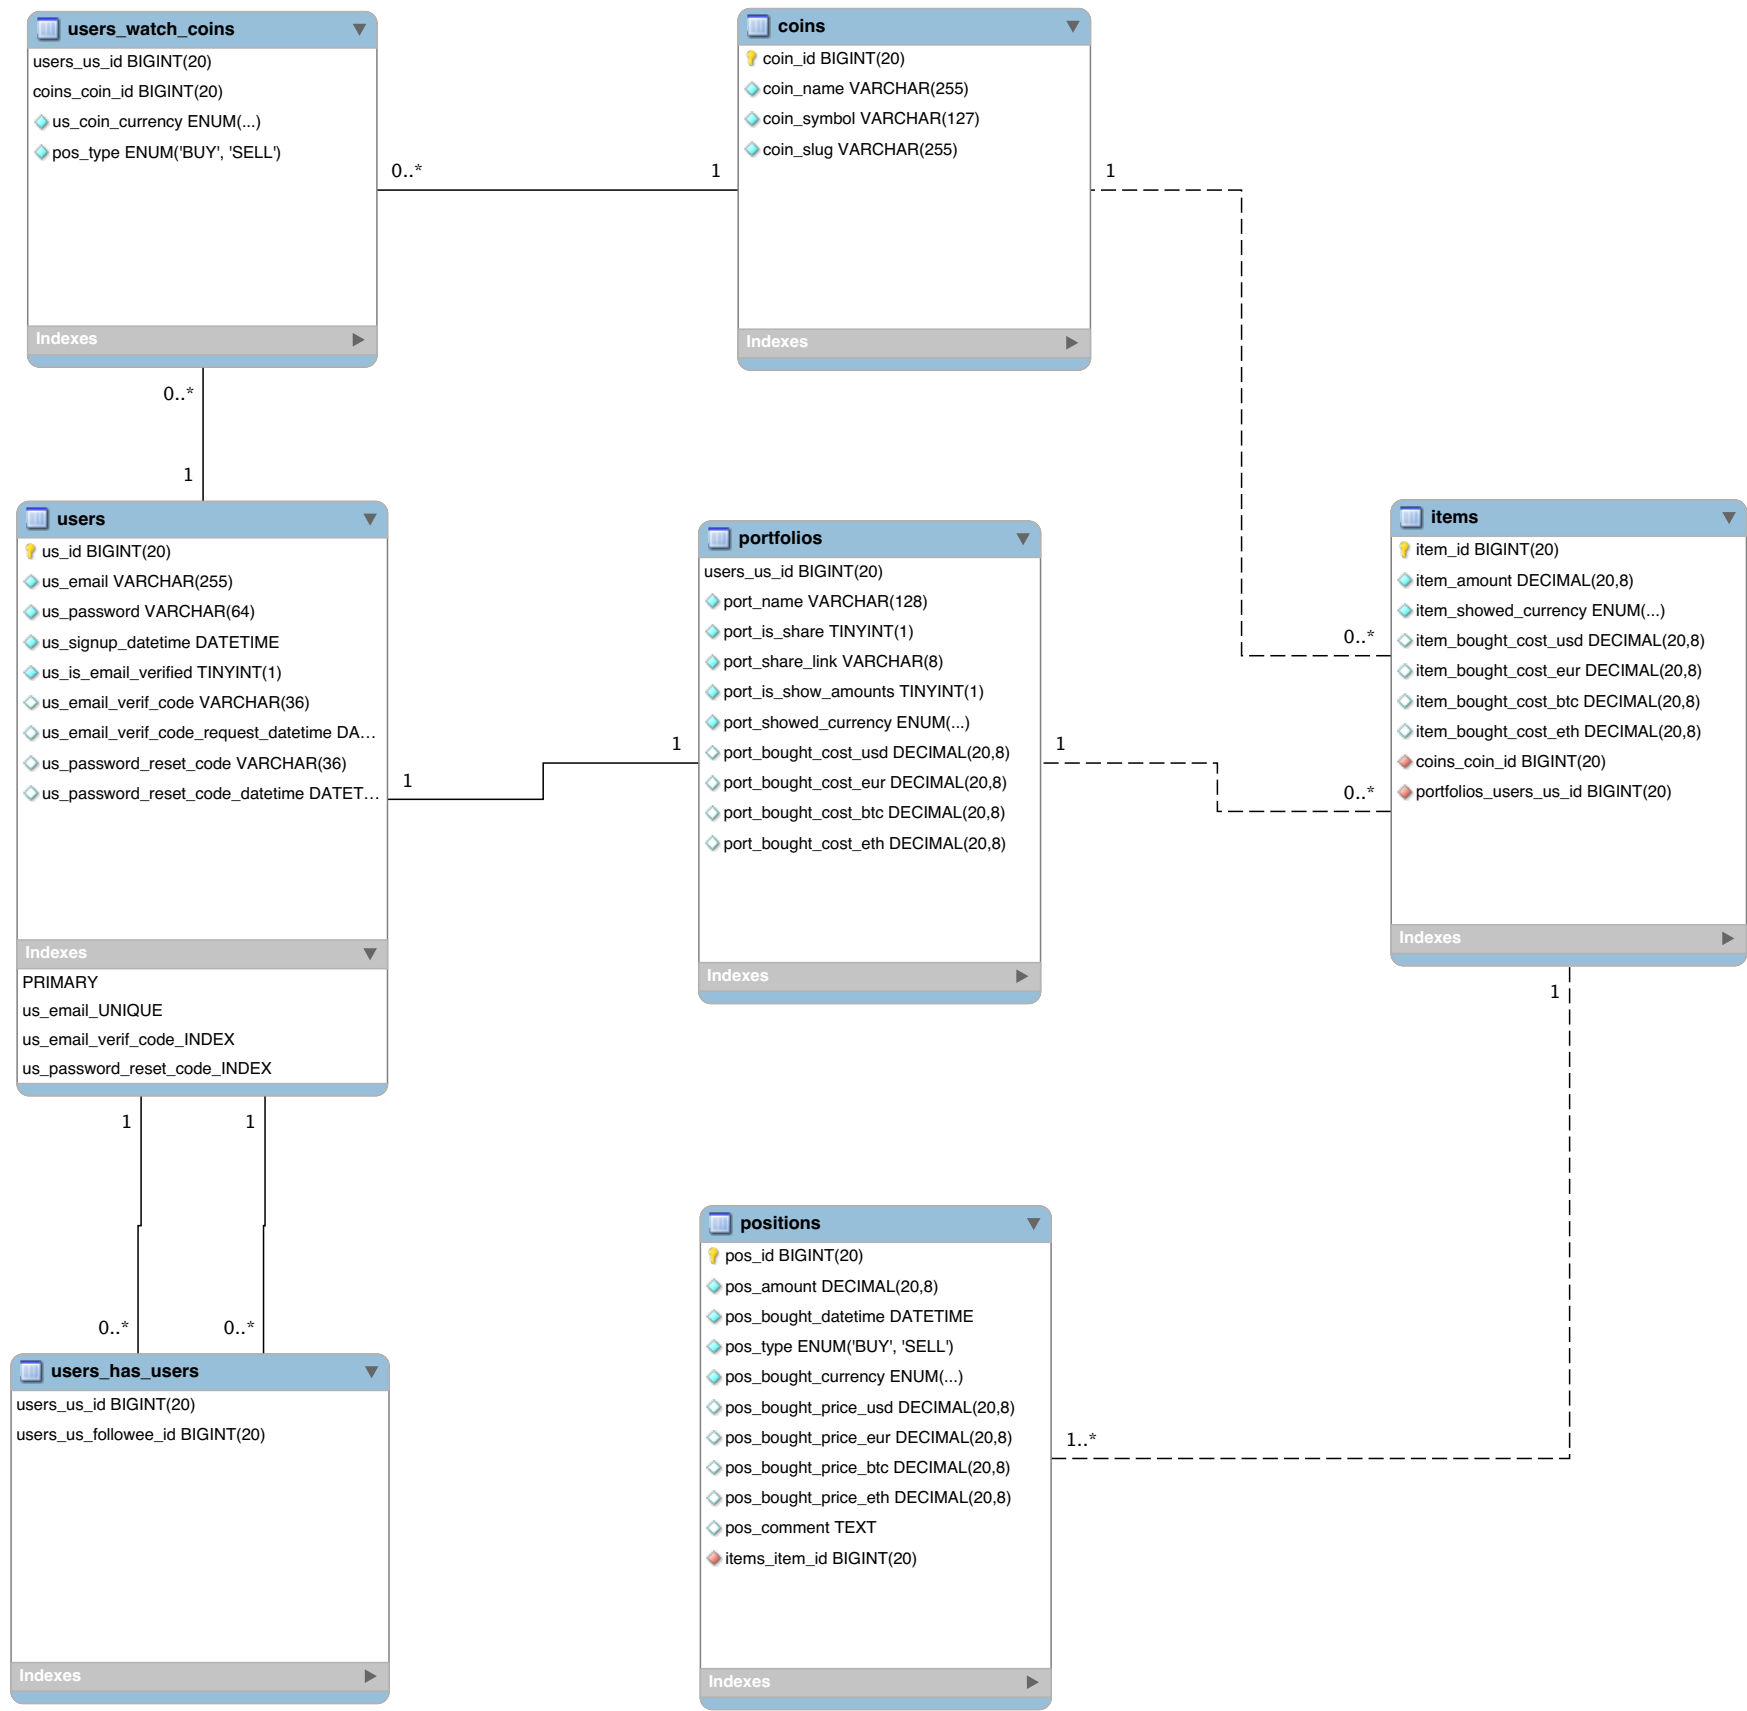 users_watch_coins
users_us_id BIGINT(20)
coins_coin_id BIGINT(20)
us_coin_currency ENUM(...)
pos_type ENUM('BUY', 'SELL')
Indexes
coins
coin_id BIGINT(20)
coin_name VARCHAR(255)
coin_symbol VARCHAR(127)
coin_slug VARCHAR(255)
Indexes
0..*
1
1
0..*
1
users
us_id BIGINT(20)
us_email VARCHAR(255)
us_password VARCHAR(64)
us_signup_datetime DATETIME
us_is_email_verified TINYINT(1)
us_email_verif_code VARCHAR(36)
us_email_verif_code_request_datetime DA...
us_password_reset_code VARCHAR(36)
us_password_reset_code_datetime DATET...
Indexes
PRIMARY
us_email_UNIQUE
us_email_verif_code_INDEX
us_password_reset_code_INDEX
1
1
portfolios
users_us_id BIGINT(20)
port_name VARCHAR(128)
port_is_share TINYINT(1)
port_share_link VARCHAR(8)
port_is_show_amounts TINYINT(1)
port_showed_currency ENUM(...)
port_bought_cost_usd DECIMAL(20,8)
port_bought_cost_eur DECIMAL(20,8)
port_bought_cost_btc DECIMAL(20,8)
port_bought_cost_eth DECIMAL(20,8)
Indexes
1
0..*
0..*
items
item_id BIGINT(20)
item_amount DECIMAL(20,8)
item_showed_currency ENUM(...)
item_bought_cost_usd DECIMAL(20,8)
item_bought_cost_eur DECIMAL(20,8)
item_bought_cost_btc DECIMAL(20,8)
item_bought_cost_eth DECIMAL(20,8)
coins_coin_id BIGINT(20)
portfolios_users_us_id BIGINT(20)
Indexes
1
1
1
0..*
0..*
users_has_users
users_us_id BIGINT(20)
users_us_followee_id BIGINT(20)
Indexes
positions
pos_id BIGINT(20)
pos_amount DECIMAL(20,8)
pos_bought_datetime DATETIME
pos_type ENUM('BUY', 'SELL')
pos_bought_currency ENUM(...)
pos_bought_price_usd DECIMAL(20,8)
pos_bought_price_eur DECIMAL(20,8)
pos_bought_price_btc DECIMAL(20,8)
pos_bought_price_eth DECIMAL(20,8)
pos_comment TEXT
items_item_id BIGINT(20)
Indexes
1..*